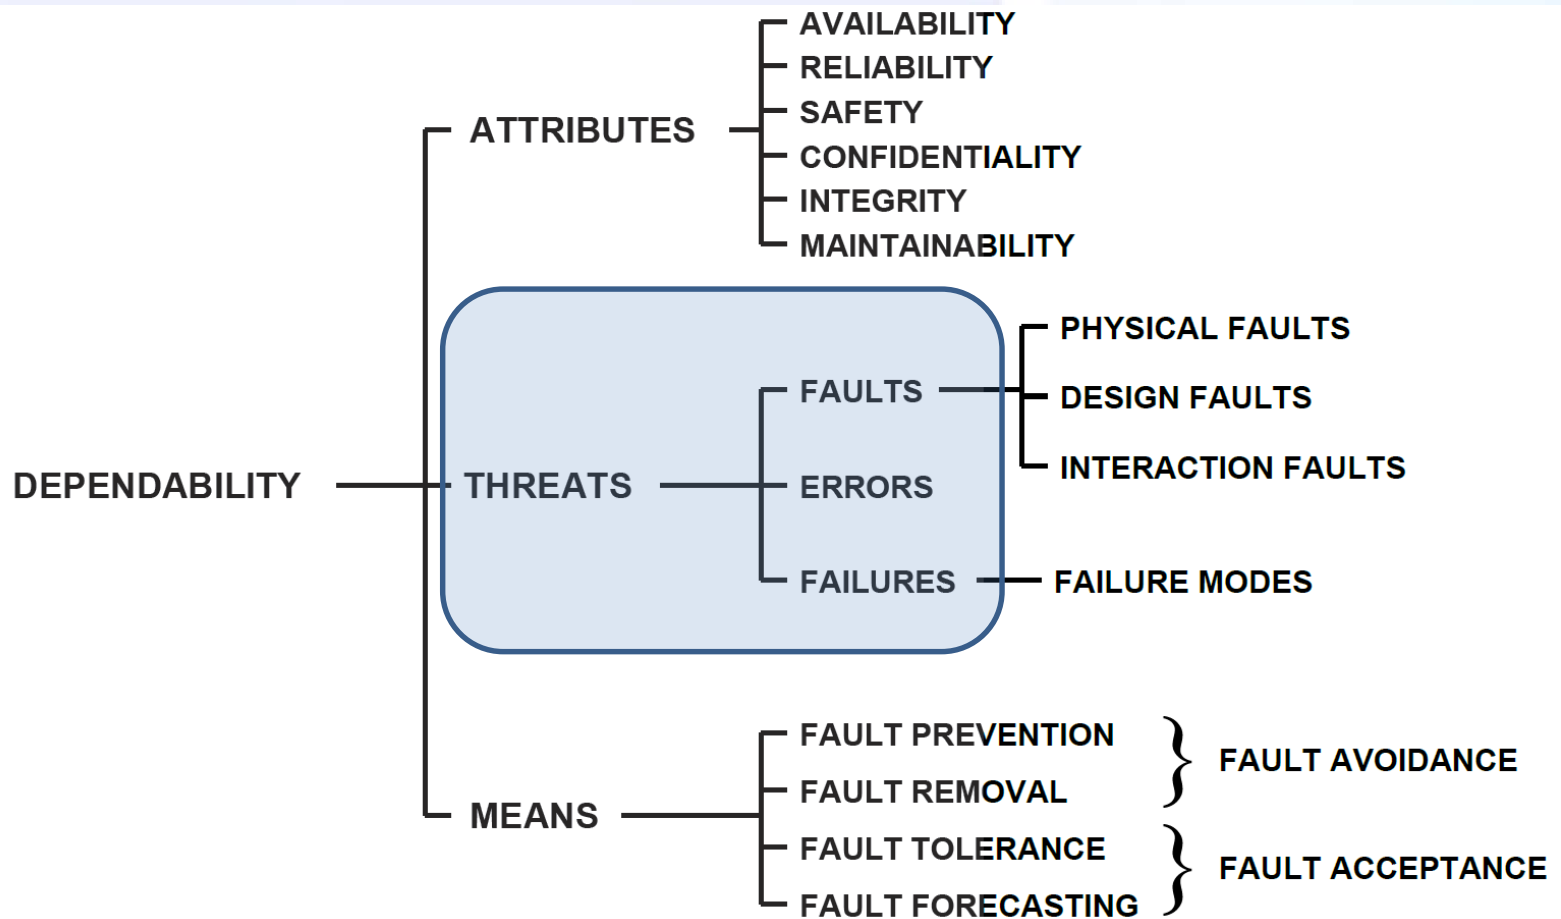 AVAILABILITY
RELIABILITY
SAFETY
ATTRIBUTES
CONFIDENTIALITY
INTEGRITY
MAINTAINABILITY
PHYSICAL FAULTS
FAULTS
DESIGN FAULTS
INTERACTION FAULTS
DEPENDABILITY
THREATS
ERRORS
FAILURES
FAILURE MODES
FAULT PREVENTION
FAULT AVOIDANCE
FAULT REMOVAL
MEANS
FAULT TOLERANCE
FAULT ACCEPTANCE
FAULT FORECASTING